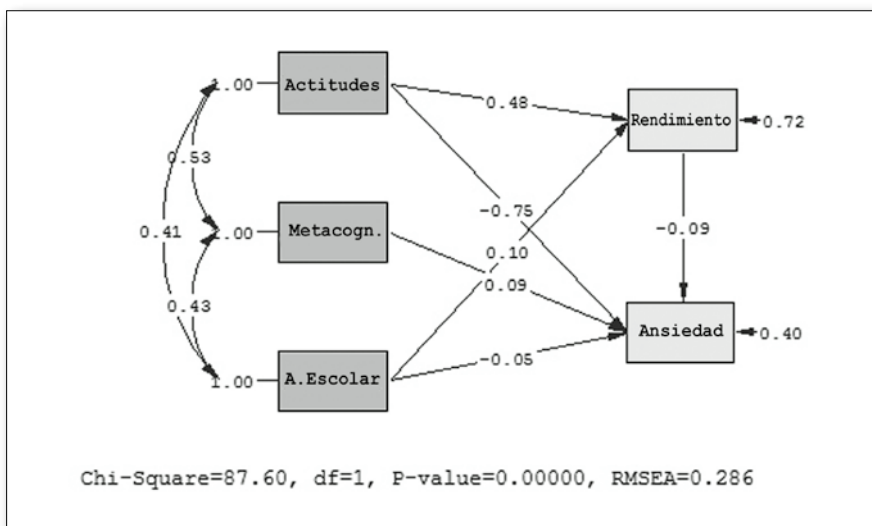 1.00
Actitudes
0.48
Rendimiento
0.72
0.53
-0.75
0.41
1.00
Metacogn.
0.10
-0.09
0.09
0.43
Ansiedad
0.40
-0.05
1.00
A.Escolar
Chi-Square=87.60, df=1, P-value=0.00000, RMSEA=0.286